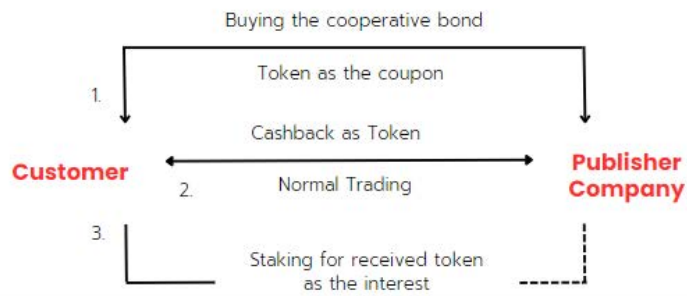 Buying the cooperative bond
Token as the coupon
1.
Cashback as Token
Customer
Publisher
Company
2.
Normal Trading
3.
Staking for received token
as the interest